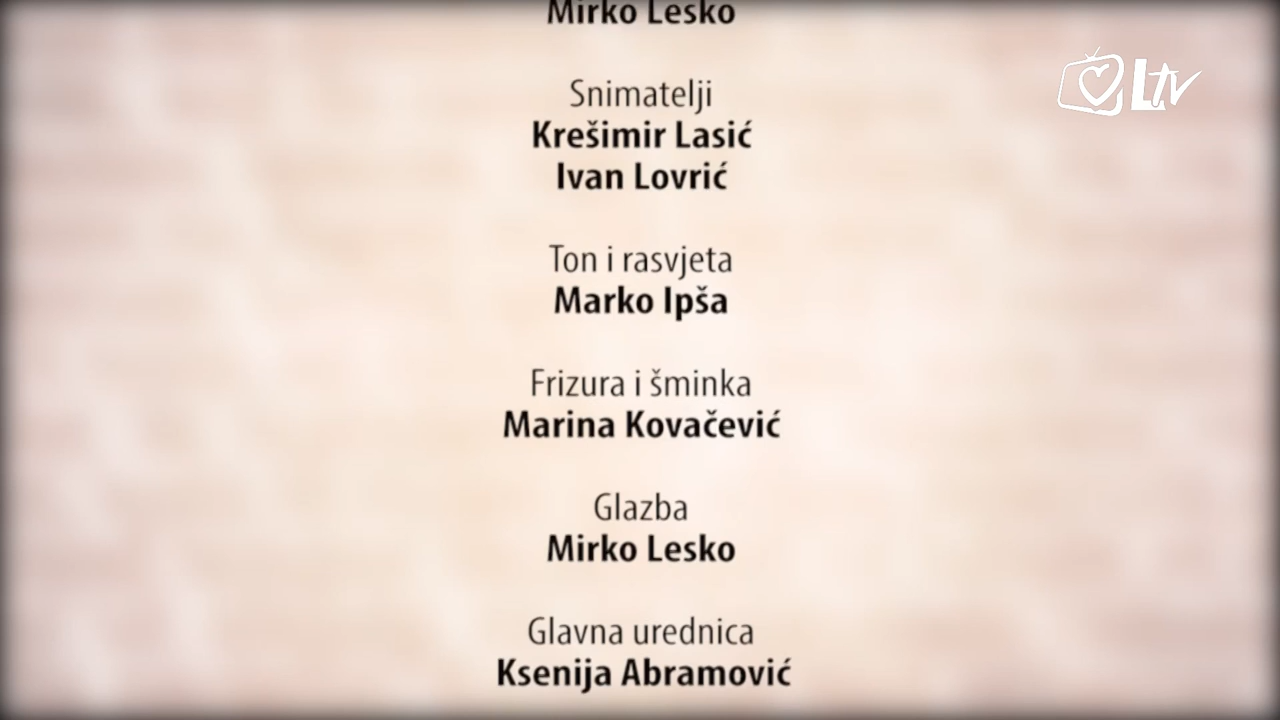 Mirko Lesko
LTV
Snimatelji
Krešimir Lasić
Ivan Lovrić
Ton i rasvjeta
Marko Ipša
Frizura i šminka
Marina Kovačević
Glazba
Mirko Lesko
Glavna urednica
Ksenija Abramović